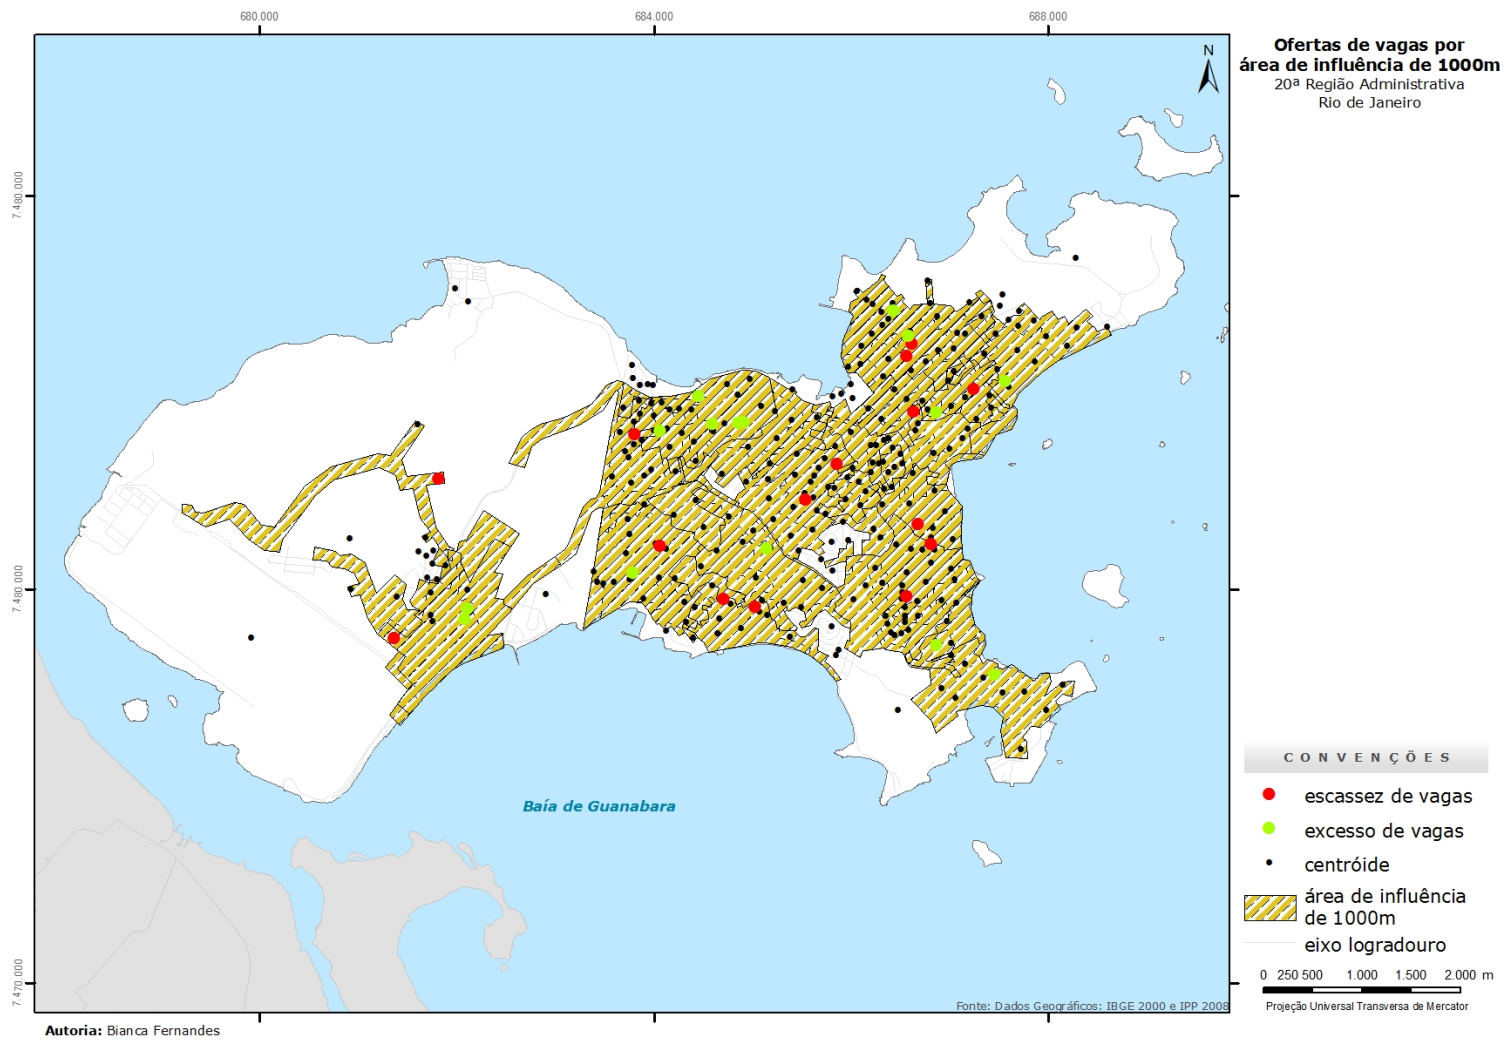 680.000
684.000
688.000
Ofertas de vagas por
área de influência de 1000m
20ª Região Administrativa
Rio de Janeiro
N
7.480.000
7.480.000
7.470.000
Baía de Guanabara
CONVENÇÕES
escassez de vagas
excesso de vagas
centróide
área de influência
de 1000m
eixo logradouro
0 250 500 1.000 1.500 2.000 m
Projeção Universal Transversa de Mercator
Fonte: Dados Geográficos: IBGE 2000 e IPP 2008
Autoria: Bianca Fernandes